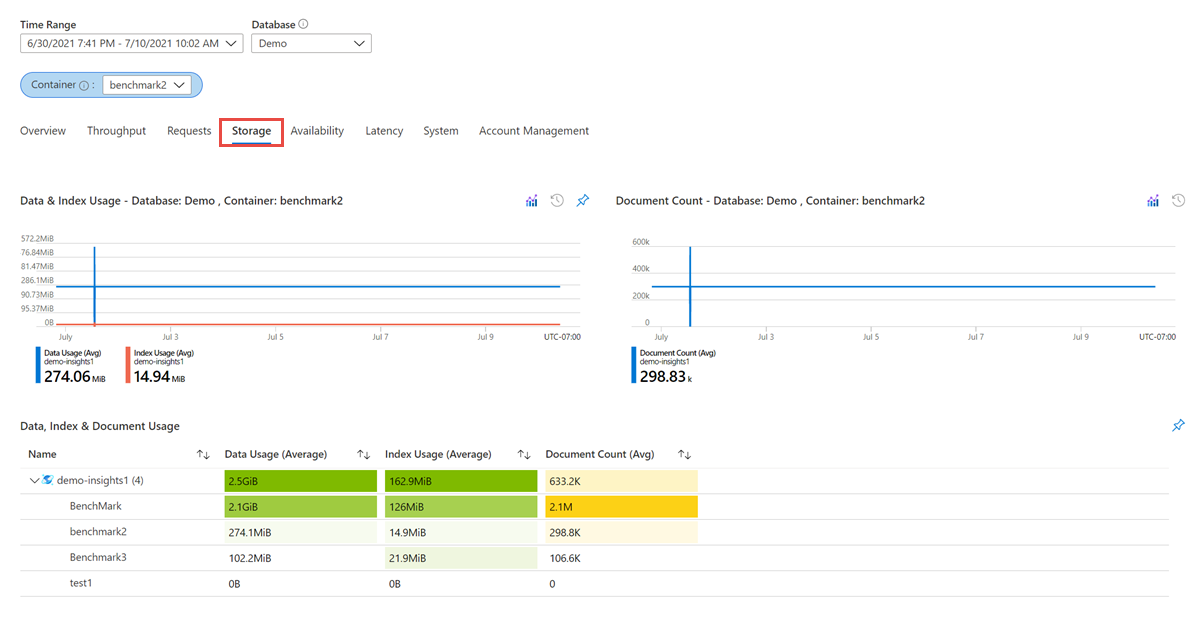 Time Range Database
6/30/2021 7:41 PM - 7/10/2021 10:02 AM Demo
Container : benchmark2
Overview Throughput Requests Storage Availability Latency System Account Management
Data & Index Usage - Database: Demo , Container: benchmark2
572.2MiB
76.84MiB
81.47MiB
286.1MiB
90.73MiB
95.37MiB
0B
July Jul 3 Jul 5 Jul 7 Jul 9 UTC-07:00
Data Usage (Avg) Index Usage (Avg)
demo-insights1 demo-insights1
274.06 MiB 14.94 MiB
Document Count - Database: Demo , Container: benchmark2
600k
400k
200k
0
July Jul 3 Jul 5 Jul 7 Jul 9 UTC-07:00
Document Count (Avg)
demo-insights1
298.83 k
Data, Index & Document Usage
Name Data Usage (Average) Index Usage (Average) Document Count (Avg)
demo-insights1 (4) 2.5GiB 162.9MiB 633.2K
BenchMark 2.1GiB 126MiB 2.1M
benchmark2 274.1MiB 14.9MiB 298.8K
Benchmark3 102.2MiB 21.9MiB 106.6K
test1 0B 0B 0